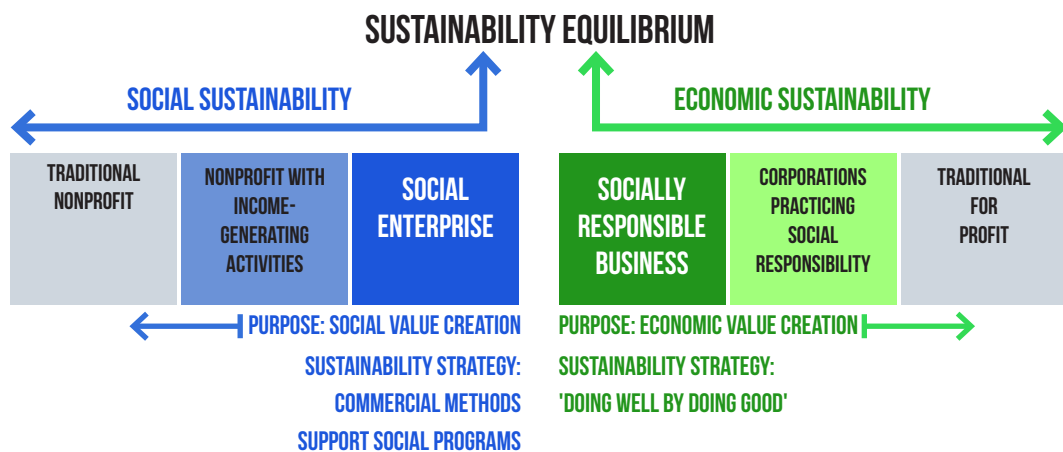 SUSTAINABILITY EQUILIBRIUM
SOCIAL SUSTAINABILITY
ECONOMIC SUSTAINABILITY
TRADITIONAL
NONPROFIT
NONPROFIT WITH
INCOME-
GENERATING
ACTIVITIES
SOCIAL
ENTERPRISE
SOCIALLY
RESPONSIBLE
BUSINESS
CORPORATIONS
PRACTICING
SOCIAL
RESPONSIBILITY
TRADITIONAL
FOR
PROFIT
PURPOSE: SOCIAL VALUE CREATION
SUSTAINABILITY STRATEGY:
COMMERCIAL METHODS
SUPPORT SOCIAL PROGRAMS
PURPOSE: ECONOMIC VALUE CREATION
SUSTAINABILITY STRATEGY:
'DOING WELL BY DOING GOOD'